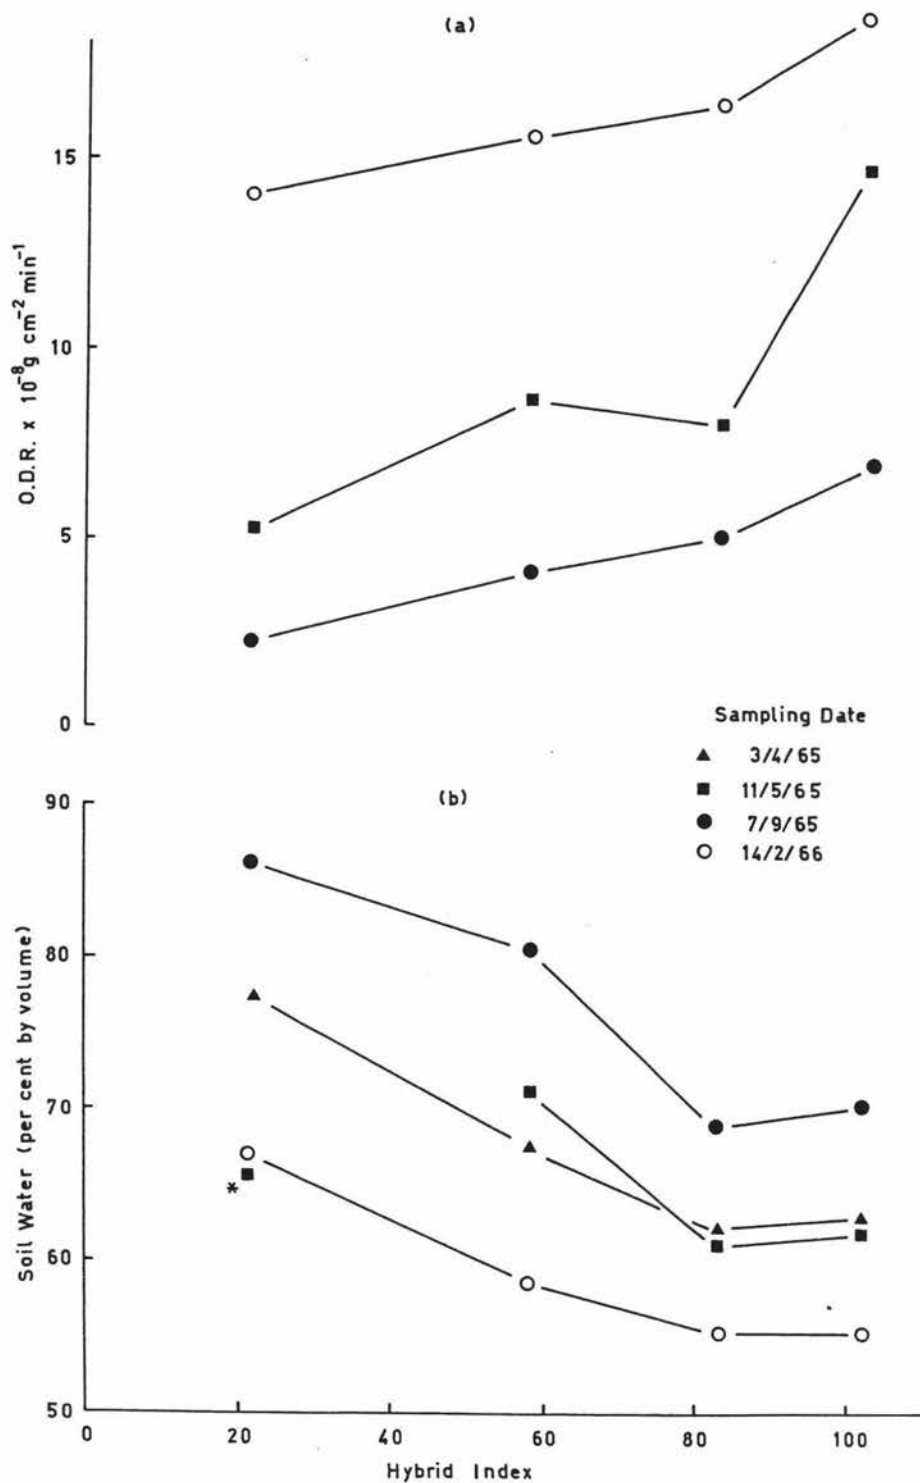 (a)
15
10
5
0
O.D.R. x 10⁻⁸g cm⁻² min⁻¹
Sampling Date
▲ 3/4/65
■ 11/5/65
● 7/9/65
○ 14/2/66
(b)
90
80
70
60
50
Soil Water (per cent by volume)
*
0 20 40 60 80 100
Hybrid Index